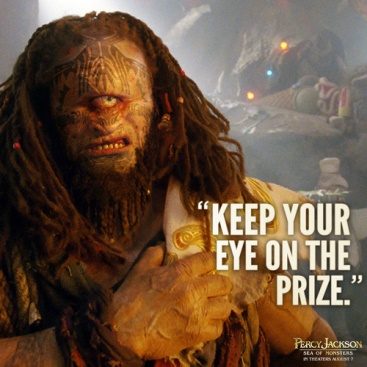 “KEEP YOUR
EYE ON THE
PRIZE.”
PERCY JACKSON
SEA OF MONSTERS
IN THEATERS AUGUST 7